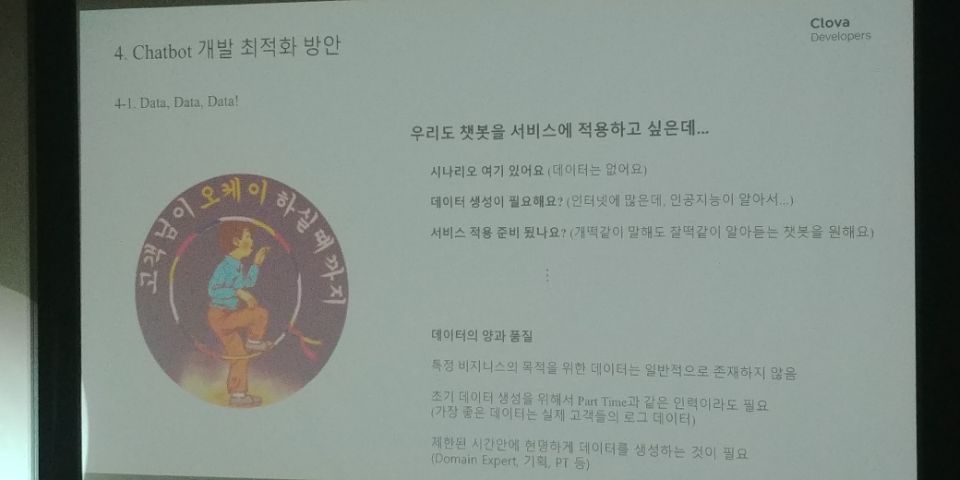 4. Chatbot 개발 최적화 방안
Clova
Developers
4-1. Data, Data, Data!
고객님이 오케이 하실때까지
우리도 챗봇을 서비스에 적용하고 싶은데...
시나리오 여기 있어요 (데이터는 없어요)
데이터 생성이 필요해요? (인터넷에 많은데, 인공지능이 알아서...)
서비스 적용 준비 됐나요? (개떡같이 말해도 찰떡같이 알아듣는 챗봇을 원해요)
⋮
데이터의 양과 품질
특정 비지니스의 목적을 위한 데이터는 일반적으로 존재하지 않음
초기 데이터 생성을 위해서 Part Time과 같은 인력이라도 필요
(가장 좋은 데이터는 실제 고객들의 로그 데이터)
제한된 시간안에 현명하게 데이터를 생성하는 것이 필요
(Domain Expert, 기획, PT 등)